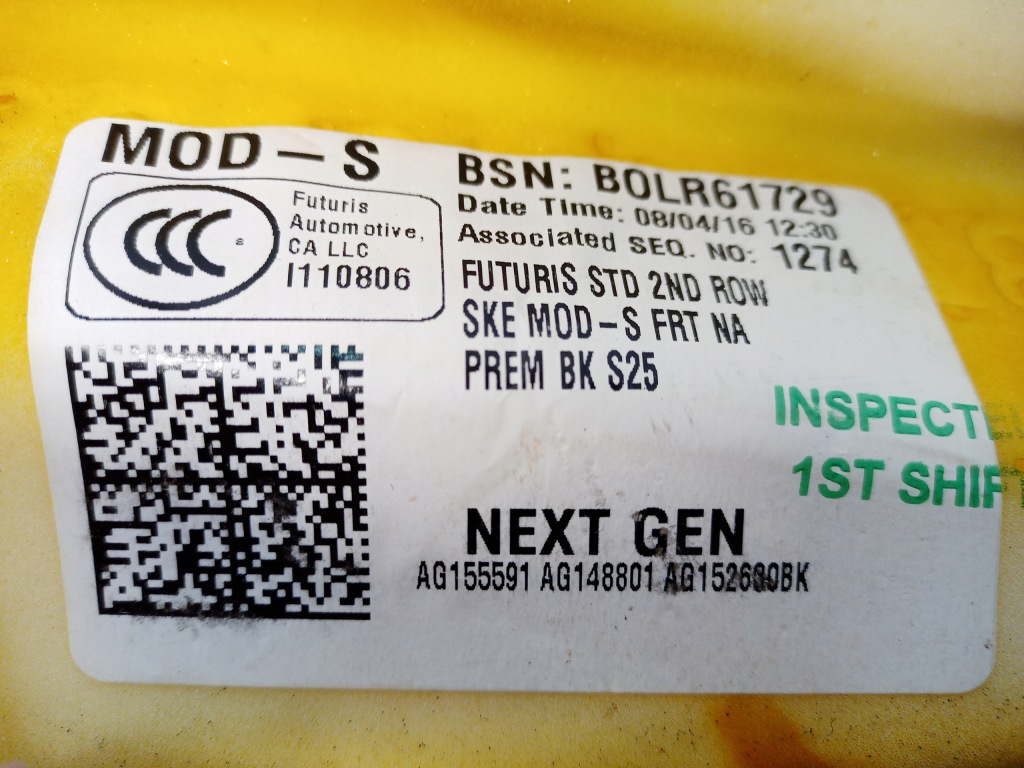 MOD-S
BSN: BOLR61729
Date Time: 08/04/16 12:30
Associated SEQ. NO: 1274
CCC
Futuris
Automotive,
CA LLC
I110806
FUTURIS STD 2ND ROW
SKE MOD-S FRT NA
PREM BK S25
INSPECTE
1ST SHIF
NEXT GEN
AG155591 AG148801